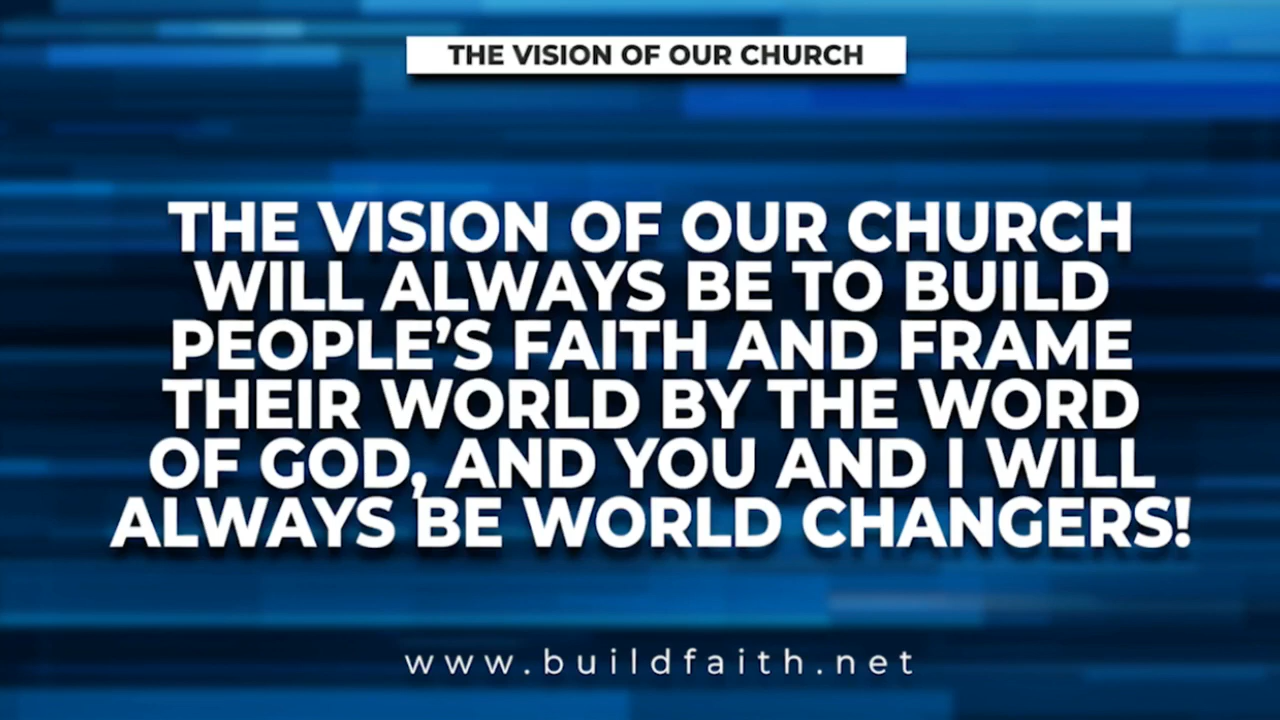 THE VISION OF OUR CHURCH
THE VISION OF OUR CHURCH
WILL ALWAYS BE TO BUILD
PEOPLE’S FAITH AND FRAME
THEIR WORLD BY THE WORD
OF GOD, AND YOU AND I WILL
ALWAYS BE WORLD CHANGERS!
www.buildfaith.net